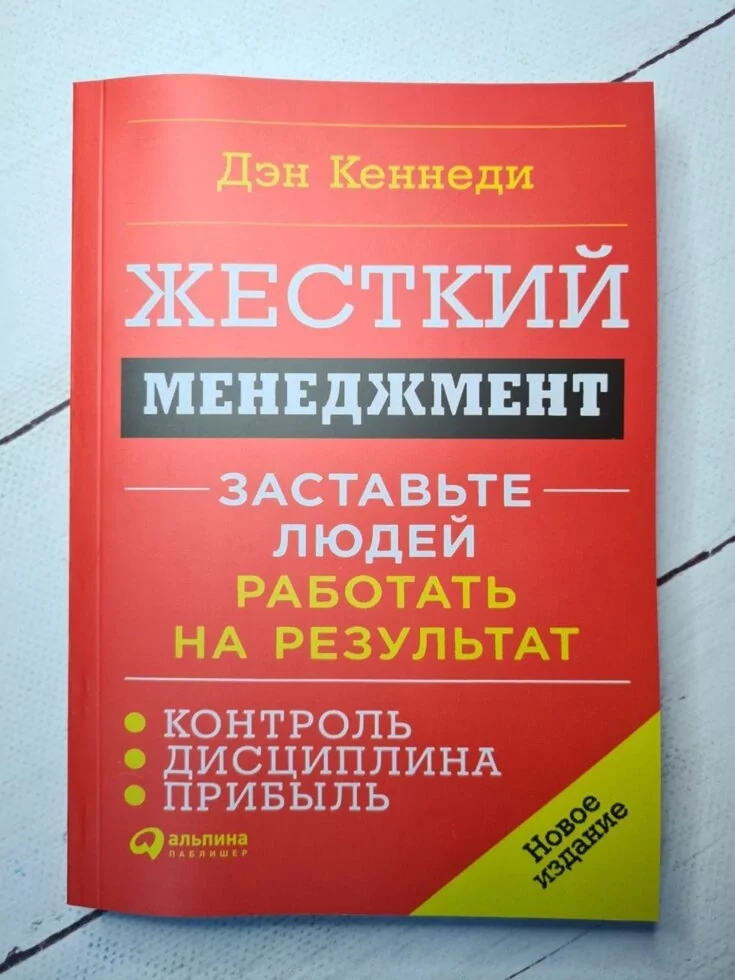 Дэн Кеннеди
ЖЕСТКИЙ
МЕНЕДЖМЕНТ
ЗАСТАВЬТЕ
ЛЮДЕЙ
РАБОТАТЬ
НА РЕЗУЛЬТАТ
КОНТРОЛЬ
ДИСЦИПЛИНА
ПРИБЫЛЬ
альпина
ПАБЛИШЕР
Новое
издание